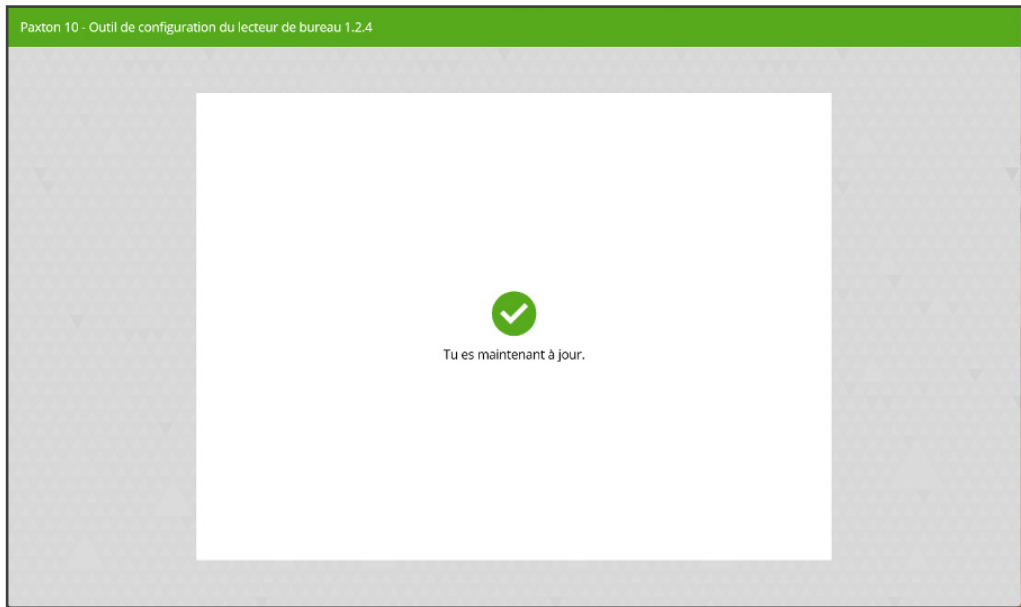 Paxton 10 - Outil de configuration du lecteur de bureau 1.2.4
Tu es maintenant à jour.